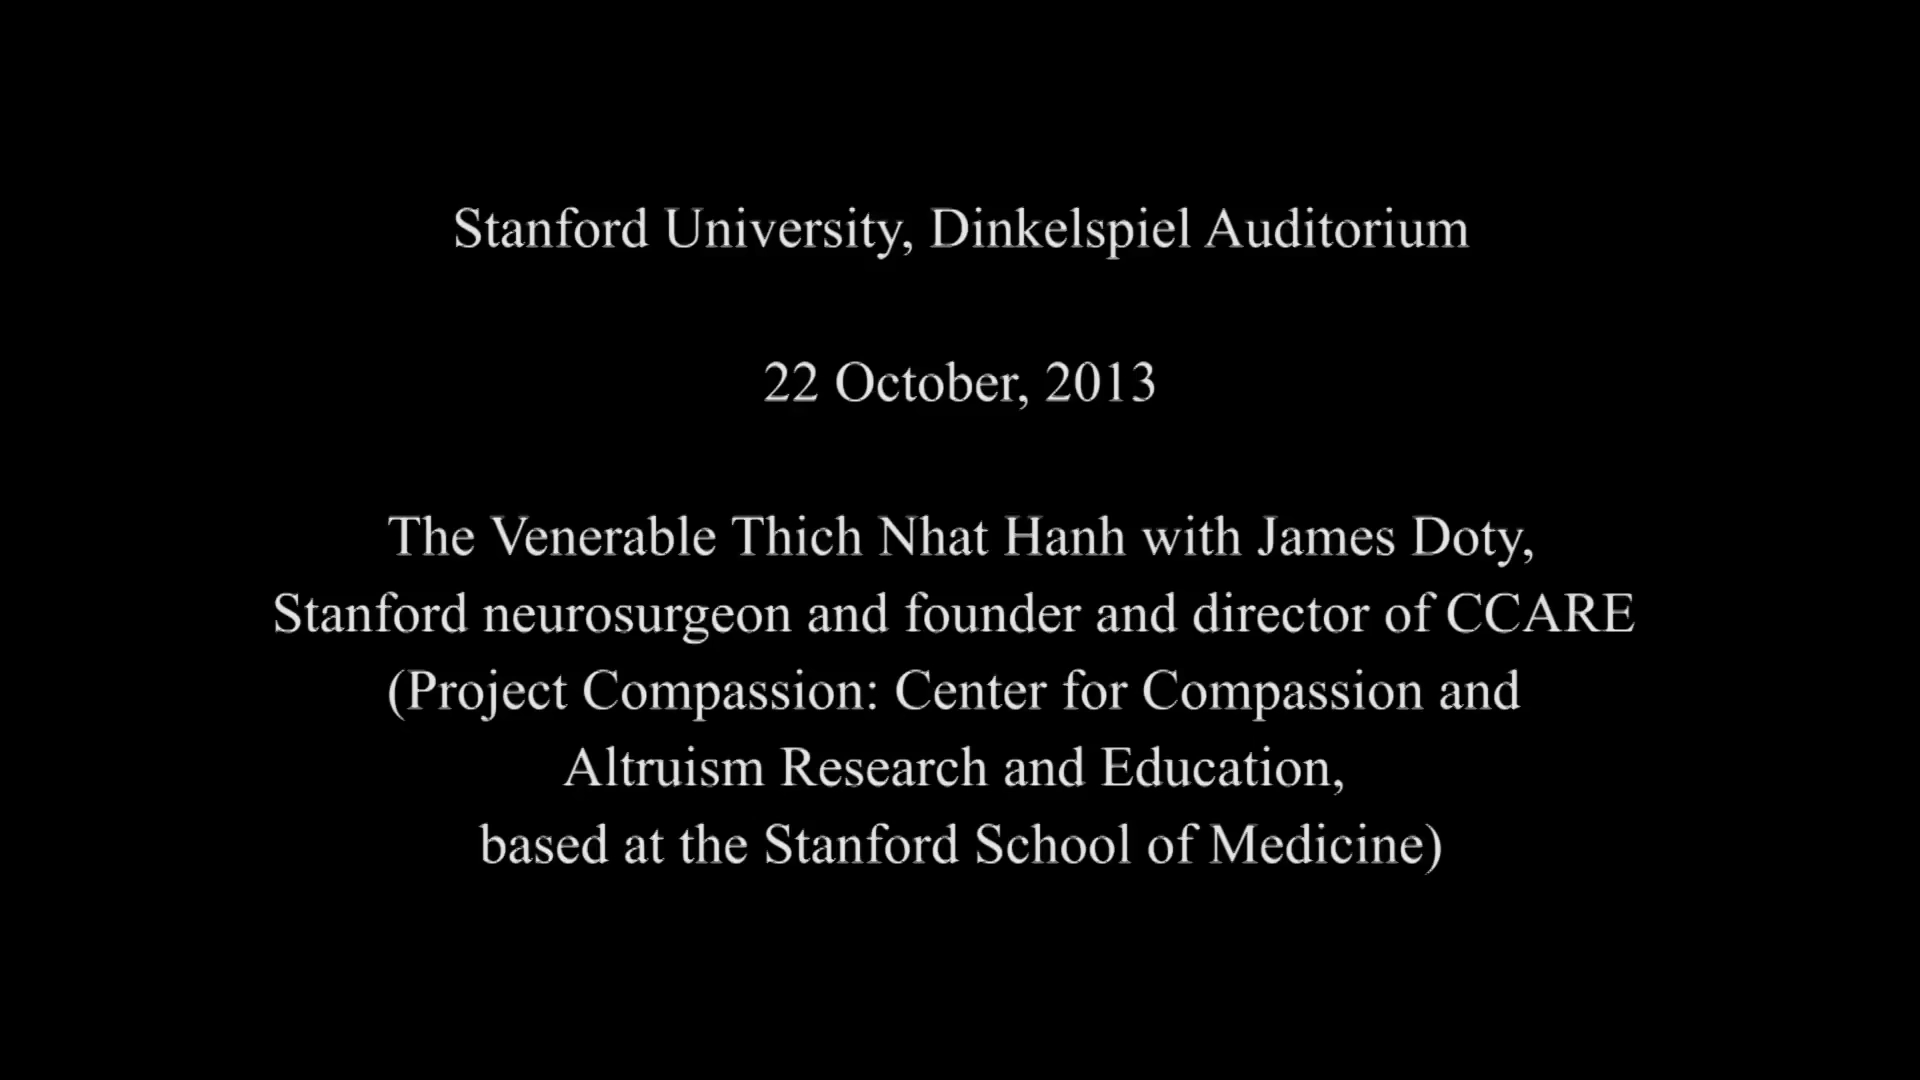 Stanford University, Dinkelspiel Auditorium
22 October, 2013
The Venerable Thich Nhat Hanh with James Doty,
Stanford neurosurgeon and founder and director of CCARE
(Project Compassion: Center for Compassion and
Altruism Research and Education,
based at the Stanford School of Medicine)